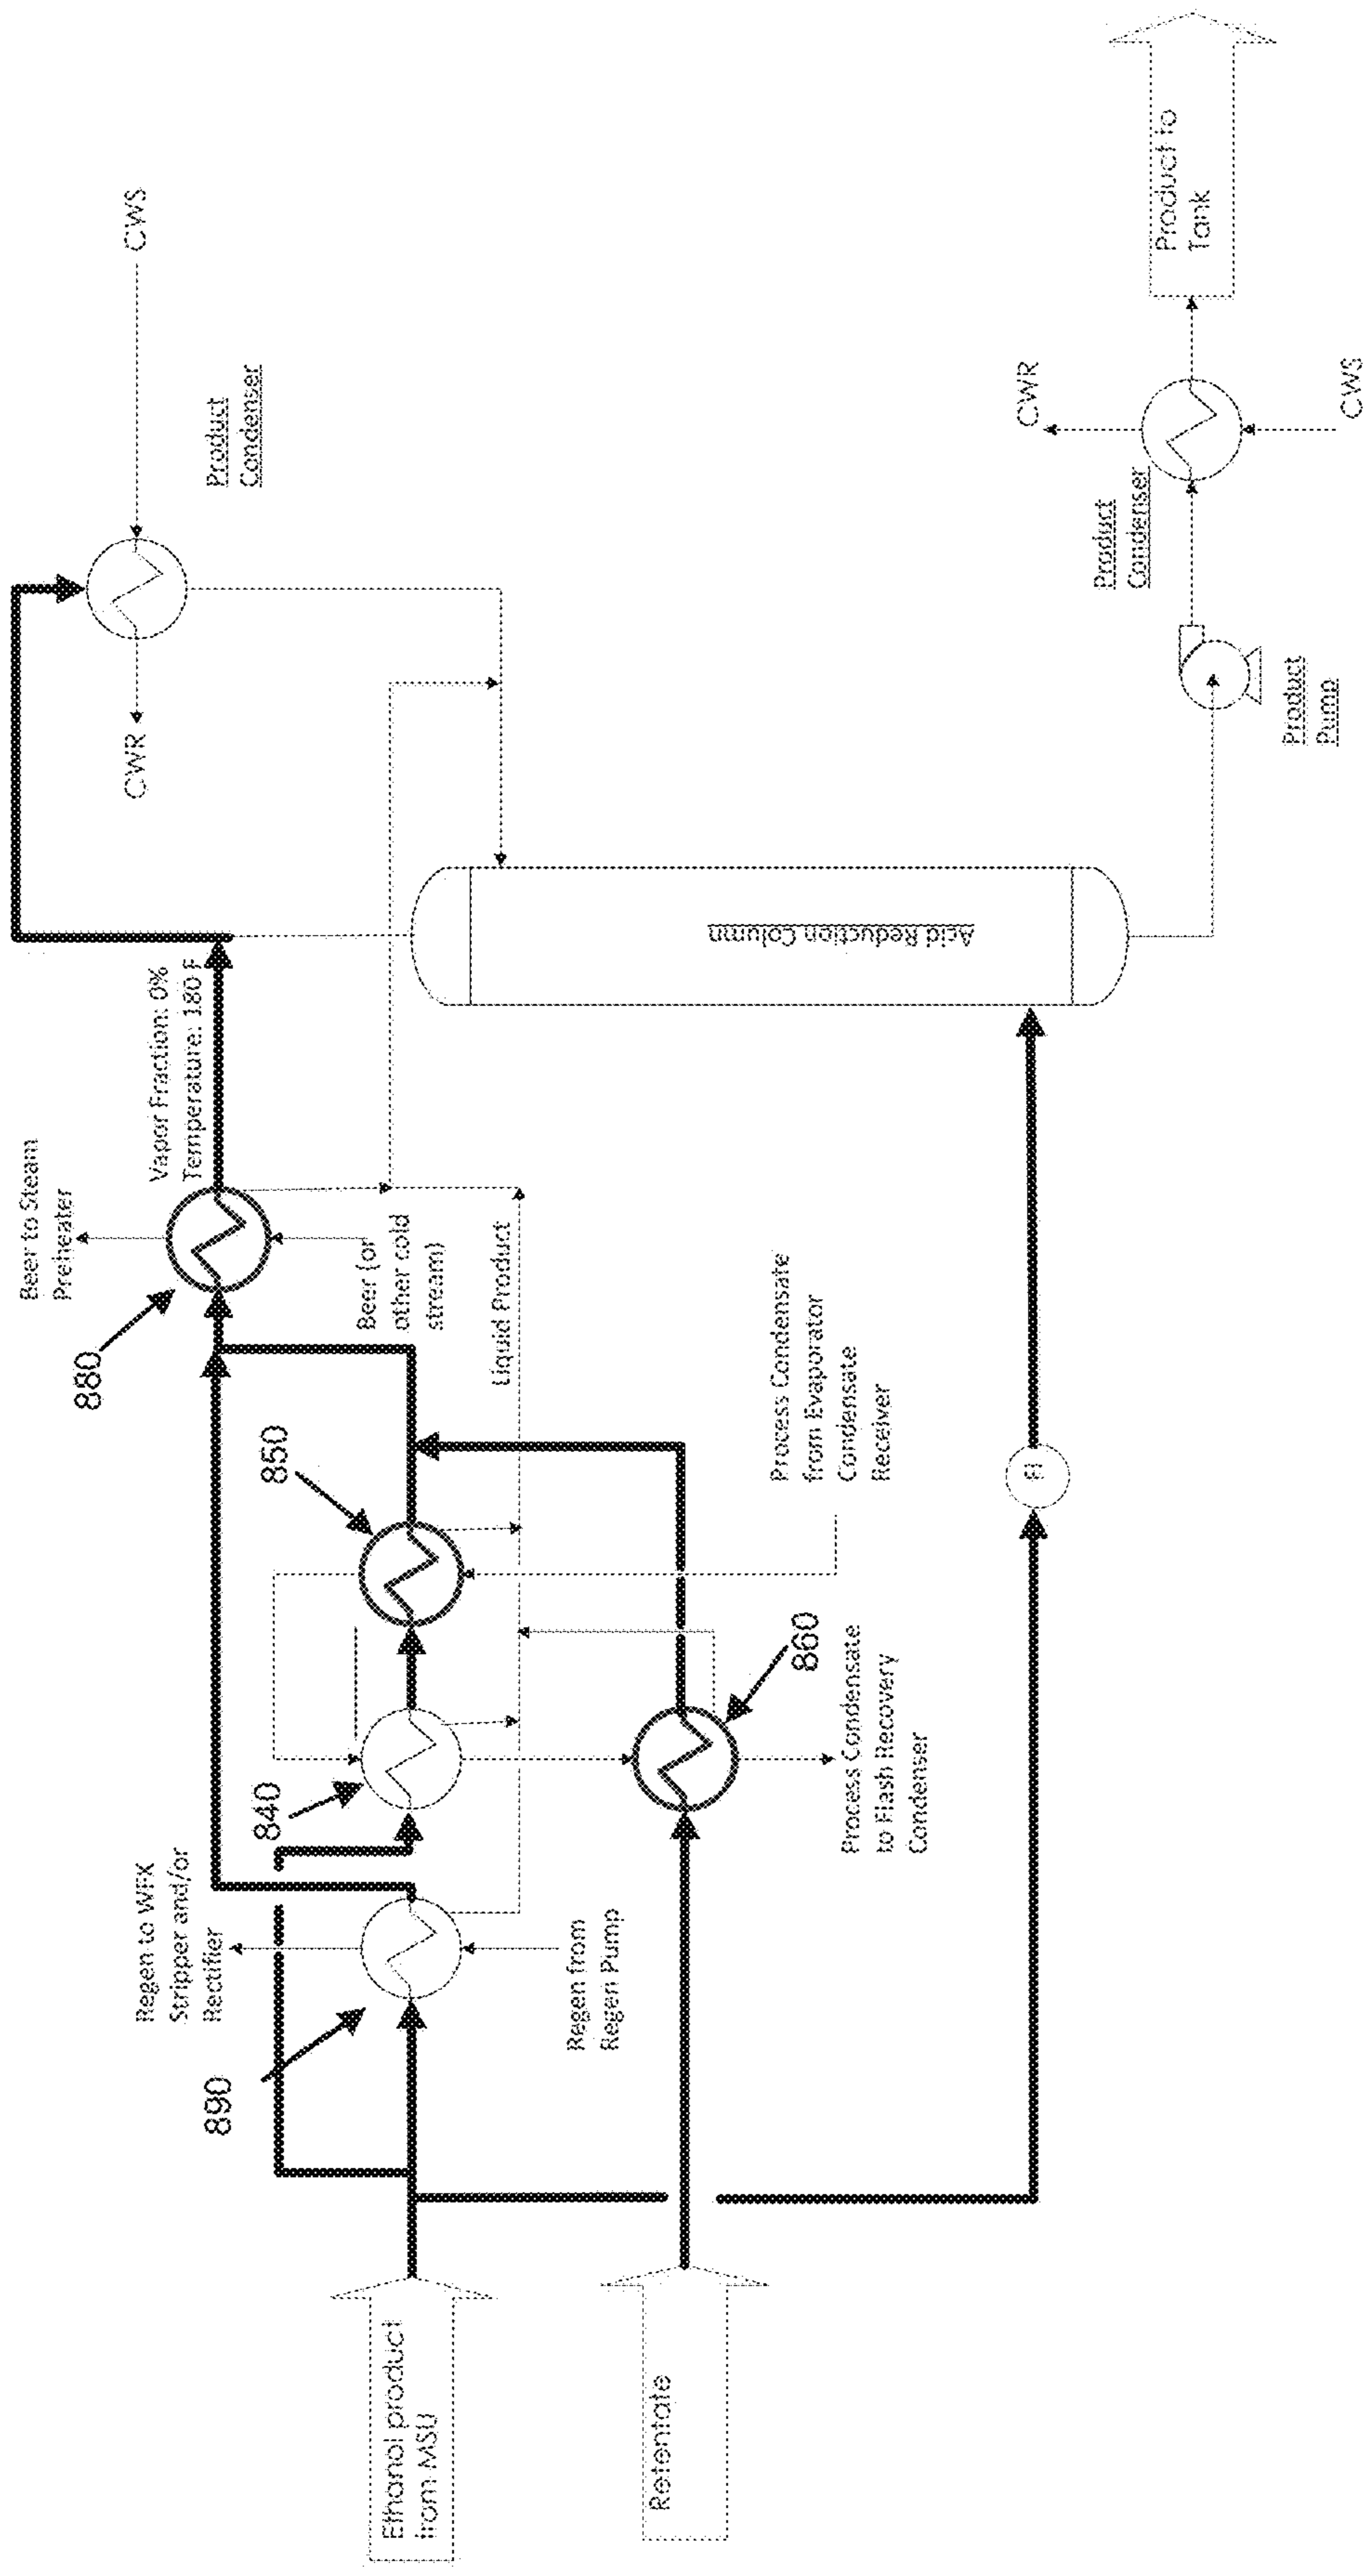 Ethanol product
from MSU
Retentate
890
Regen to WFX
Stripper and/or
Rectifier
Regen from
Regen Pump
840
850
860
Process Condensate
to Flash Recovery
Condenser
Process Condensate
from Evaporator
Condensate
Receiver
880
Beer to Steam
Preheater
Beer (or
other cold
stream)
Liquid Product
Vapor Fraction: 0%
Temperature: 180 F
FI
Acid Reduction Column
CWR
CWS
Product
Condenser
Product
Pump
Product
Condenser
CWR
CWS
Product to
Tank